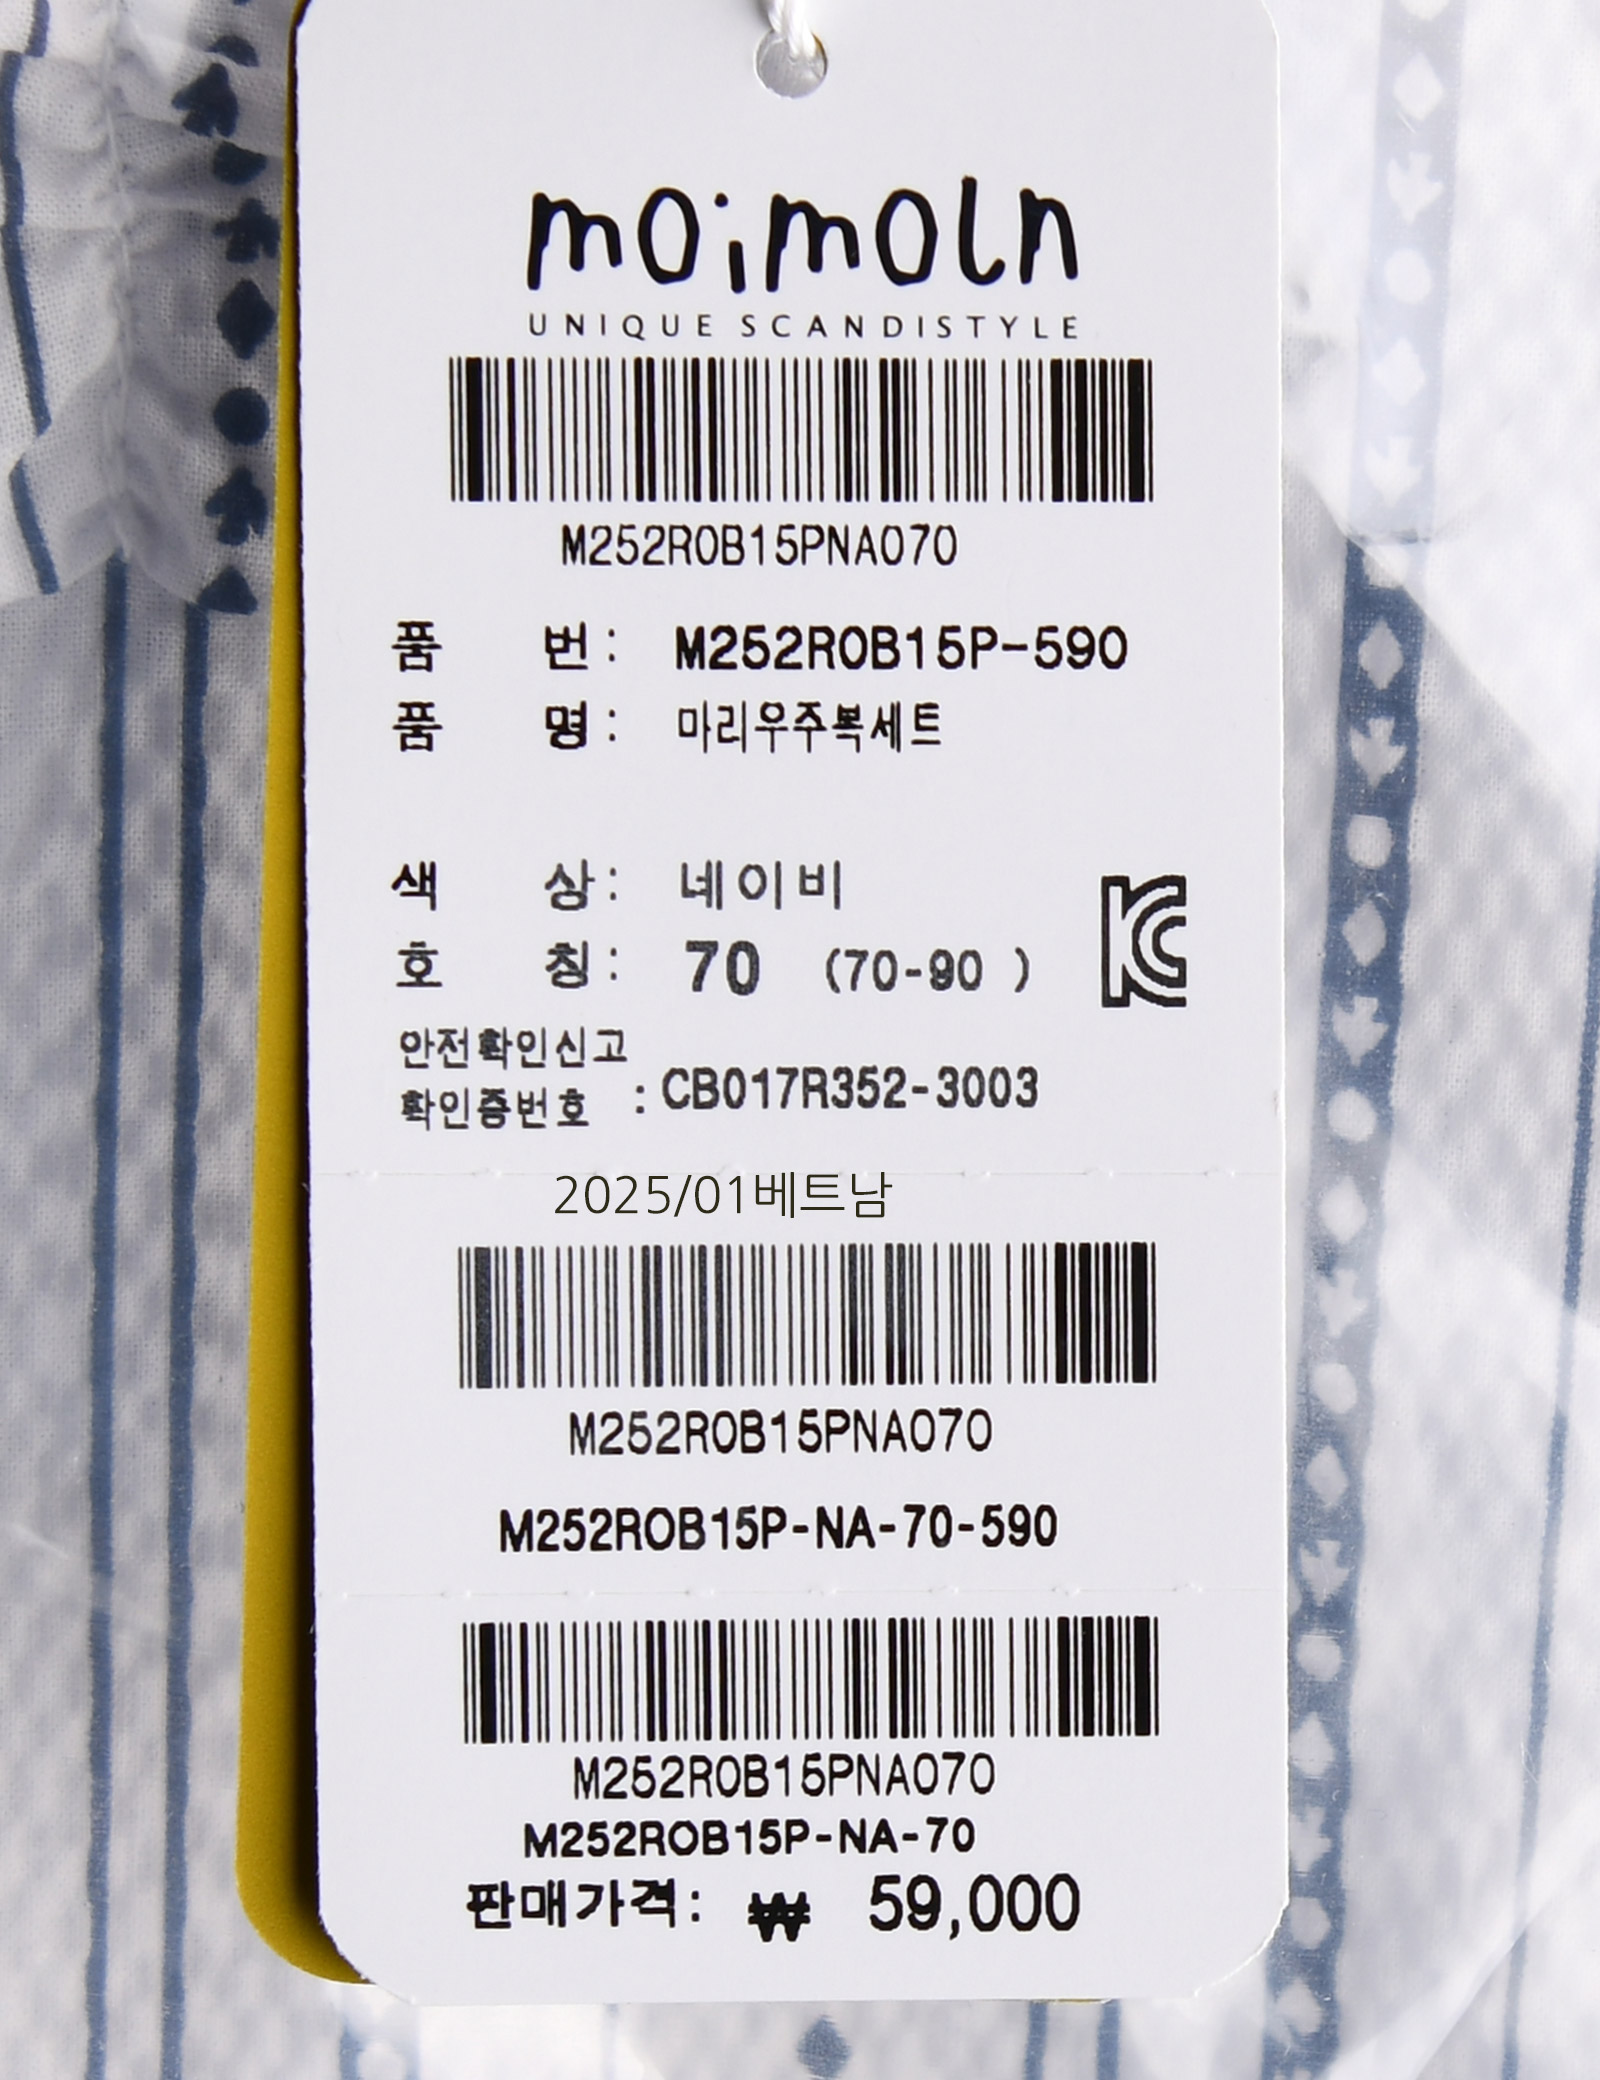 moimoln
UNIQUE SCANDISTYLE
M252ROB15PNA070
품 번 : M252ROB15P-590
품 명 : 마리우주복세트
색 상 : 네이비
호 칭 : 70 (70-90 )
KC
안전확인신고
확인증번호 : CB017R352-3003
2025/01베트남
M252ROB15PNA070
M252ROB15P-NA-70-590
M252ROB15PNA070
M252ROB15P-NA-70
판매가격: ₩ 59,000